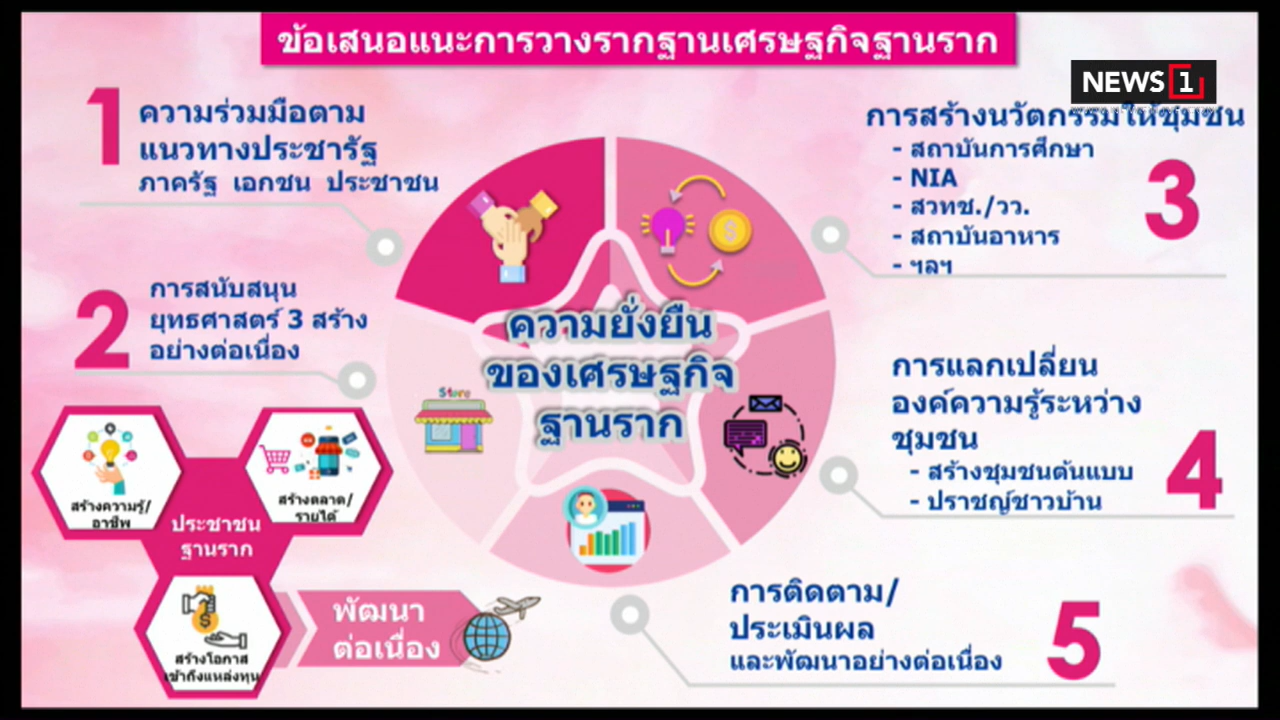 ข้อเสนอแนะการวางรากฐานเศรษฐกิจฐานราก
NEWS 1
1
ความร่วมมือตาม
แนวทางประชารัฐ
ภาครัฐ เอกชน ประชาชน
2
การสนับสนุน
ยุทธศาสตร์ 3 สร้าง
อย่างต่อเนื่อง
สร้างความรู้/
อาชีพ
สร้างตลาด/
รายได้
ประชาชน
ฐานราก
สร้างโอกาส
เข้าถึงแหล่งทุน
พัฒนา
ต่อเนื่อง
Store
ความยั่งยืน
ของเศรษฐกิจ
ฐานราก
การสร้างนวัตกรรมให้ชุมชน
- สถาบันการศึกษา
- NIA
- สวทช./วว.
- สถาบันอาหาร
- ฯลฯ
3
การแลกเปลี่ยน
องค์ความรู้ระหว่าง
ชุมชน
- สร้างชุมชนต้นแบบ
- ปราชญ์ชาวบ้าน
4
การติดตาม/
ประเมินผล
และพัฒนาอย่างต่อเนื่อง
5